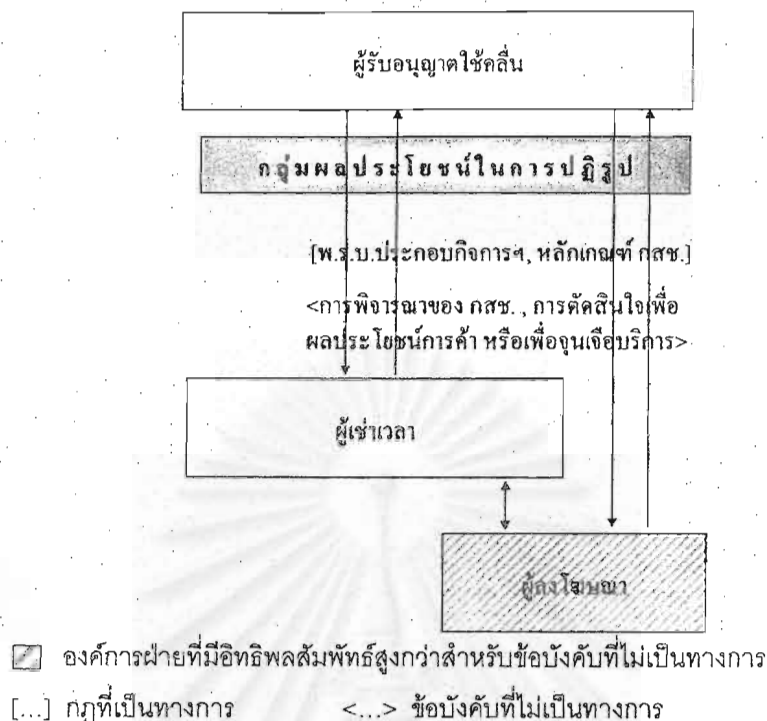 ผู้รับอนุญาตใช้คลื่น
กลุ่มผลประโยชน์ในการปฏิรูป
[พ.ร.บ.ประกอบกิจการฯ, หลักเกณฑ์ กสช.]
<การพิจารณาของ กสช. , การตัดสินใจเพื่อ
ผลประโยชน์การค้า หรือเพื่อจุนเจือบริการ>
ผู้เช่าเวลา
ผู้ลงโฆษณา
องค์การฝ่ายที่มีอิทธิพลสัมพัทธ์สูงกว่าสำหรับข้อบังคับที่ไม่เป็นทางการ
[...] กฎที่เป็นทางการ <...> ข้อบังคับที่ไม่เป็นทางการ